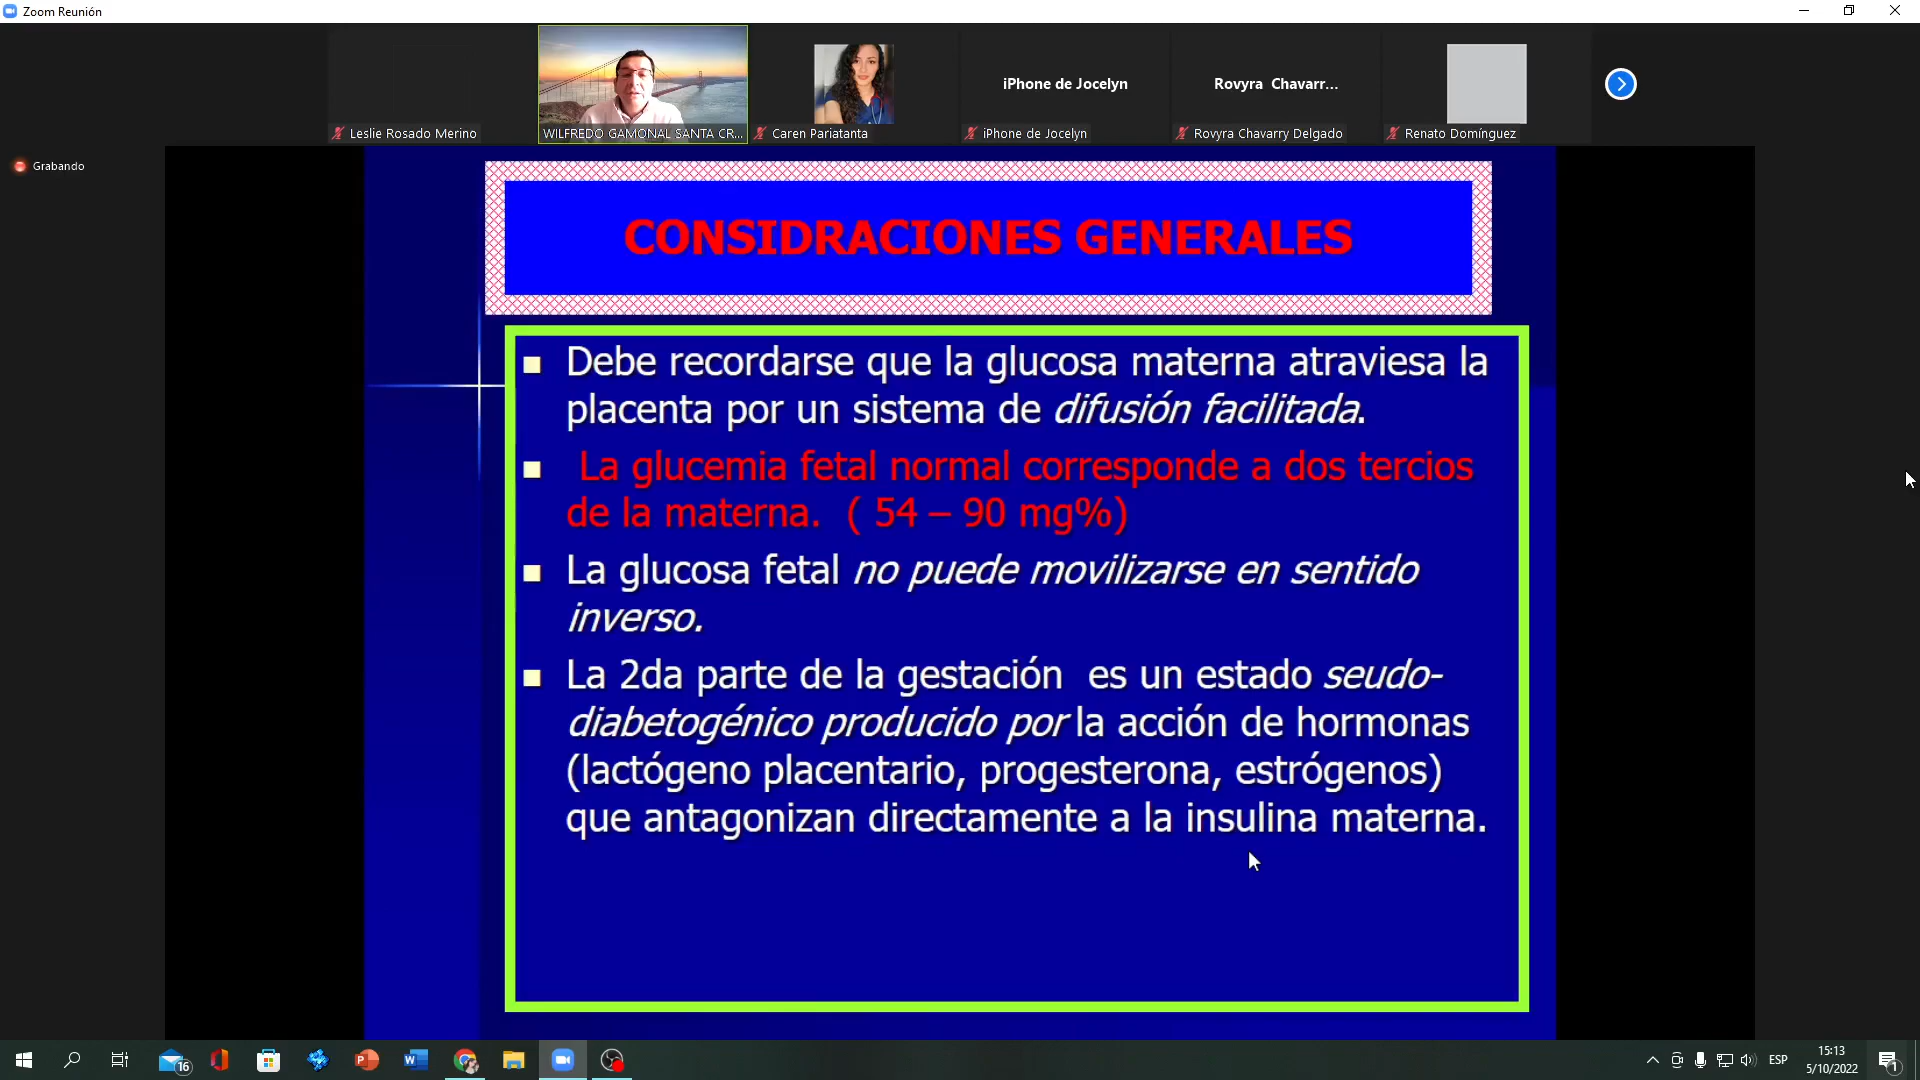 Zoom Reunión
iPhone de Jocelyn
Rovyra Chavarr...
Leslie Rosado Merino
WILFREDO GAMONAL SANTA CR...
Caren Pariatanta
iPhone de Jocelyn
Rovyra Chavarry Delgado
Renato Domínguez
Grabando
CONSIDRACIONES GENERALES
Debe recordarse que la glucosa materna atraviesa la
placenta por un sistema de difusión facilitada.
La glucemia fetal normal corresponde a dos tercios
de la materna. ( 54 – 90 mg%)
La glucosa fetal no puede movilizarse en sentido
inverso.
La 2da parte de la gestación es un estado seudo-
diabetogénico producido por la acción de hormonas
(lactógeno placentario, progesterona, estrógenos)
que antagonizan directamente a la insulina materna.
16
ESP
15:13
5/10/2022
1